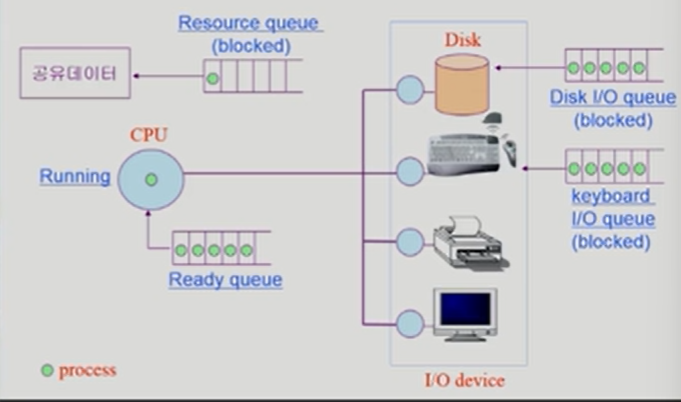 Resource queue
(blocked)
공유데이터
Disk
Disk I/O queue
(blocked)
CPU
Running
keyboard
I/O queue
(blocked)
Ready queue
process
I/O device